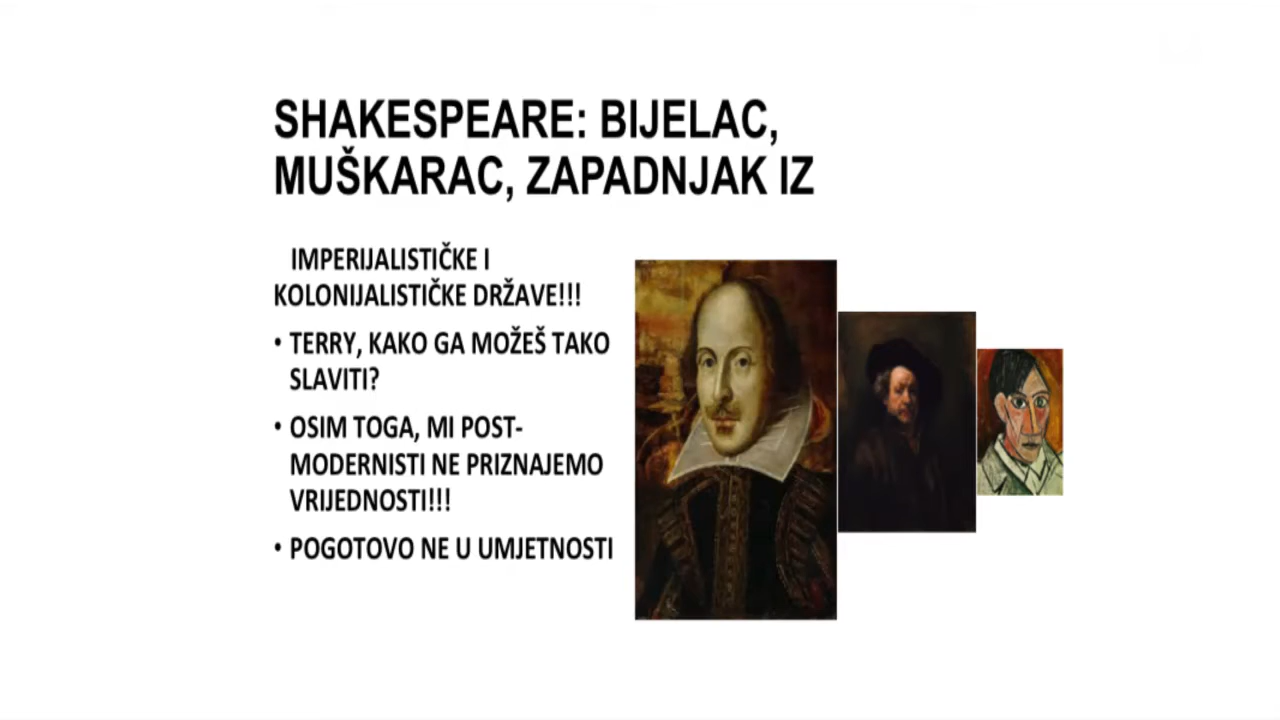 SHAKESPEARE: BIJELAC,
MUŠKARAC, ZAPADNJAK IZ
IMPERIJALISTIČKE I
KOLONIJALISTIČKE DRŽAVE!!!
• TERRY, KAKO GA MOŽEŠ TAKO
SLAVITI?
• OSIM TOGA, MI POST-
MODERNISTI NE PRIZNAJEMO
VRIJEDNOSTI!!!
• POGOTOVO NE U UMJETNOSTI